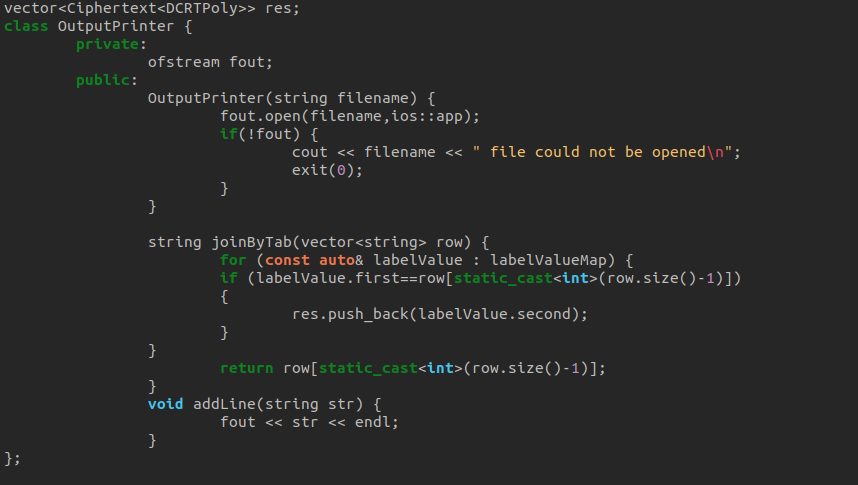 vector<Ciphertext<DCRTPoly>> res;
class OutputPrinter {
        private:
                ofstream fout;
        public:
                OutputPrinter(string filename) {
                        fout.open(filename,ios::app);
                        if(!fout) {
                                cout << filename << " file could not be opened\n";
                                exit(0);
                        }
                }

                string joinByTab(vector<string> row) {
                        for (const auto& labelValue : labelValueMap) {
                        if (labelValue.first==row[static_cast<int>(row.size()-1)])
                        {
                                res.push_back(labelValue.second);
                        }
                }
                        return row[static_cast<int>(row.size()-1)];
                }
                void addLine(string str) {
                        fout << str << endl;
                }
};